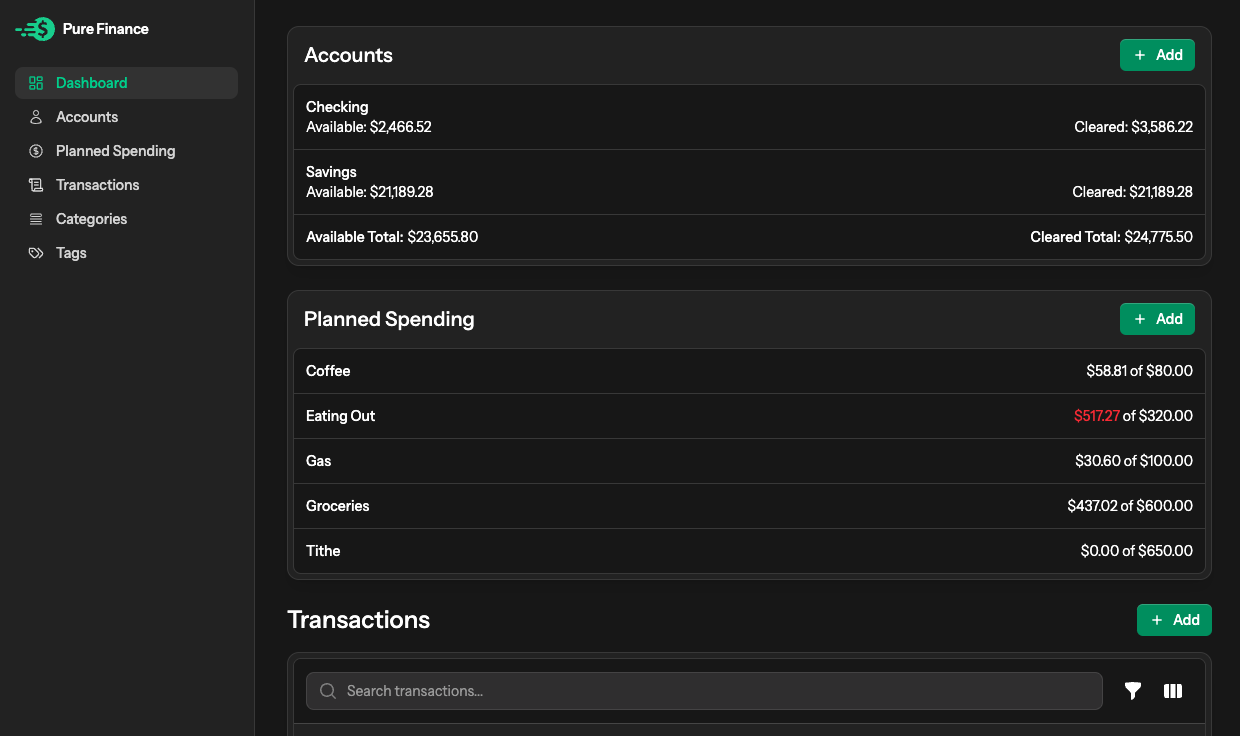 Pure Finance
Dashboard
Accounts
Planned Spending
Transactions
Categories
Tags
Accounts
+ Add
Checking
Available: $2,466.52
Cleared: $3,586.22
Savings
Available: $21,189.28
Cleared: $21,189.28
Available Total: $23,655.80
Cleared Total: $24,775.50
Planned Spending
+ Add
Coffee
$58.81 of $80.00
Eating Out
$517.27 of $320.00
Gas
$30.60 of $100.00
Groceries
$437.02 of $600.00
Tithe
$0.00 of $650.00
Transactions
+ Add
Search transactions...